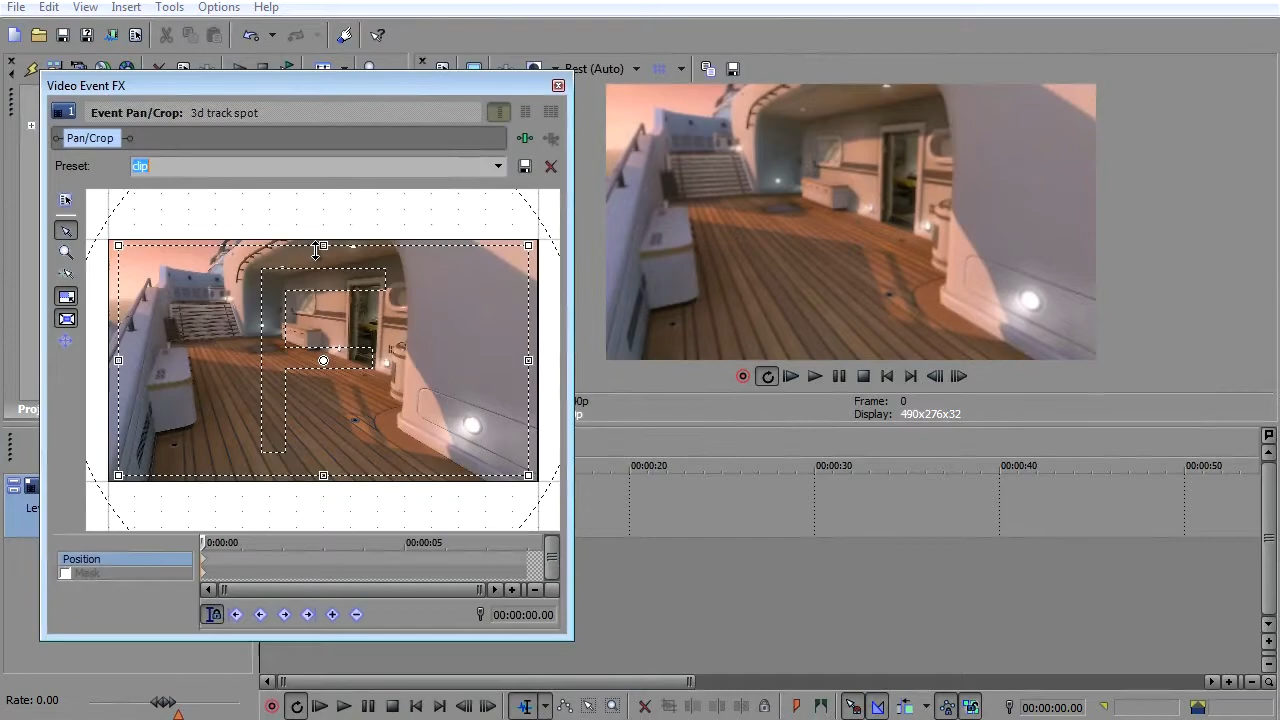 File Edit View Insert Tools Options Help
Video Event FX
Event Pan/Crop: 3d track spot
Pan/Crop
Preset: clip
(Auto)
Frame: 0
Display: 490x276x32
00:00:20 00:00:30 00:00:40 00:00:50
0:00:00 00:00:05
Position
Mask
00:00:00.00
Rate: 0.00
00:00:00.00